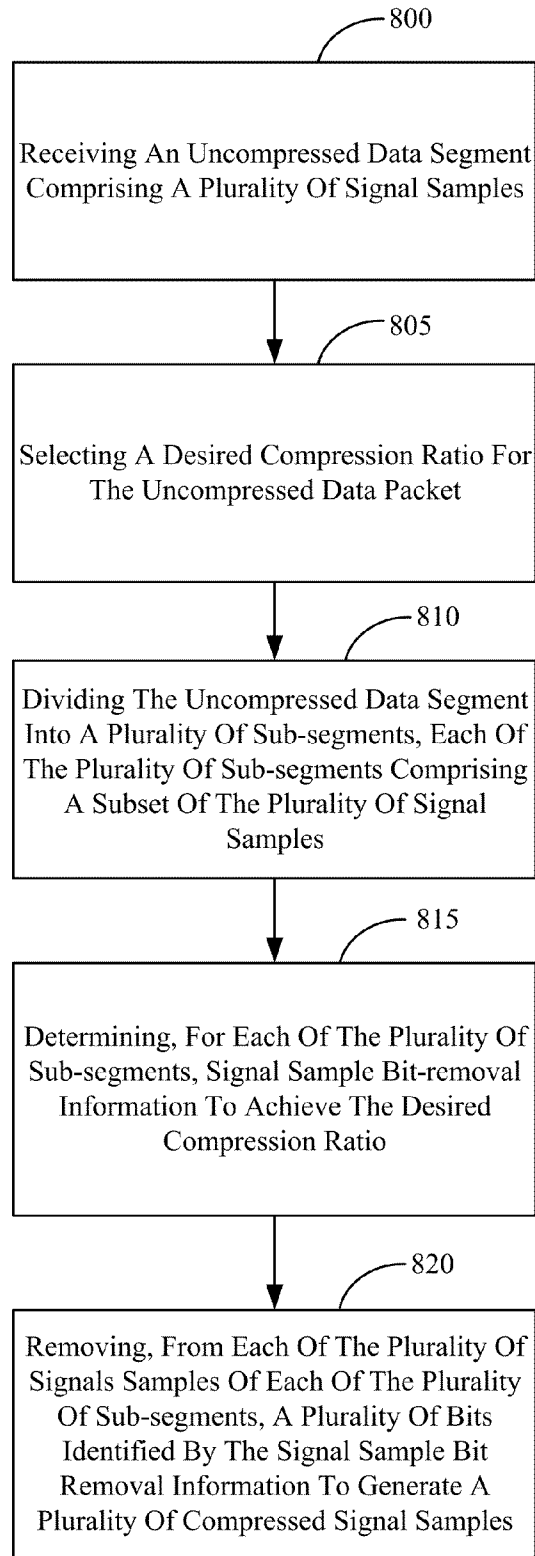 800
Receiving An Uncompressed Data Segment
Comprising A Plurality Of Signal Samples
805
Selecting A Desired Compression Ratio For
The Uncompressed Data Packet
810
Dividing The Uncompressed Data Segment
Into A Plurality Of Sub-segments, Each Of
The Plurality Of Sub-segments Comprising
A Subset Of The Plurality Of Signal
Samples
815
Determining, For Each Of The Plurality Of
Sub-segments, Signal Sample Bit-removal
Information To Achieve The Desired
Compression Ratio
820
Removing, From Each Of The Plurality Of
Signals Samples Of Each Of The Plurality
Of Sub-segments, A Plurality Of Bits
Identified By The Signal Sample Bit
Removal Information To Generate A
Plurality Of Compressed Signal Samples